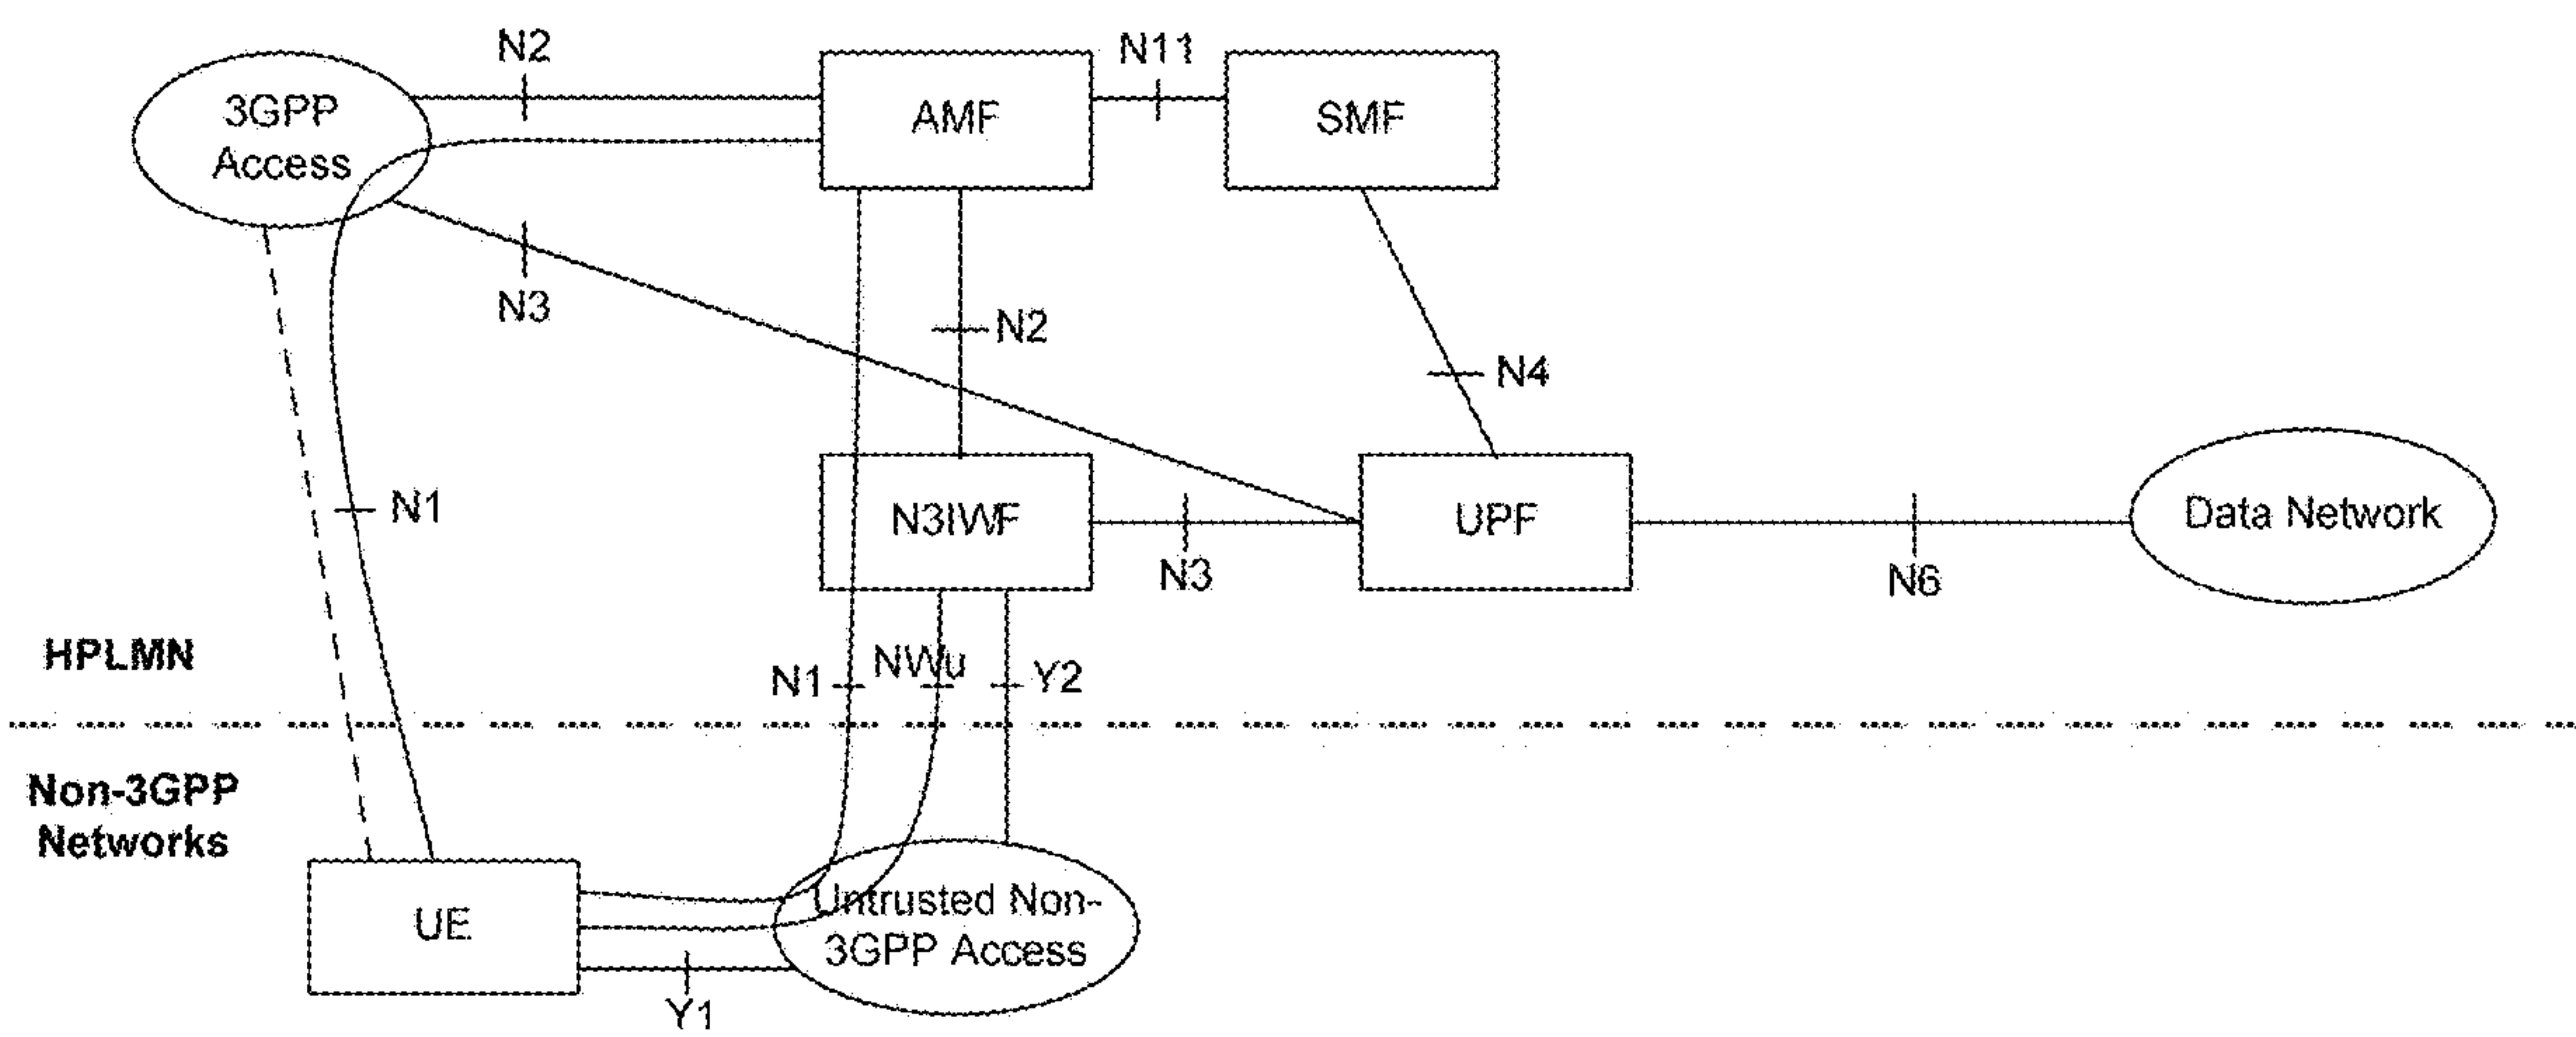 N2
N11
3GPP
Access
AMF
SMF
N3
N2
N4
N1
N3IWF
UPF
Data Network
N3
N6
HPLMN
N1
NWu
Y2
Non-3GPP
Networks
UE
Untrusted Non-
3GPP Access
Y1